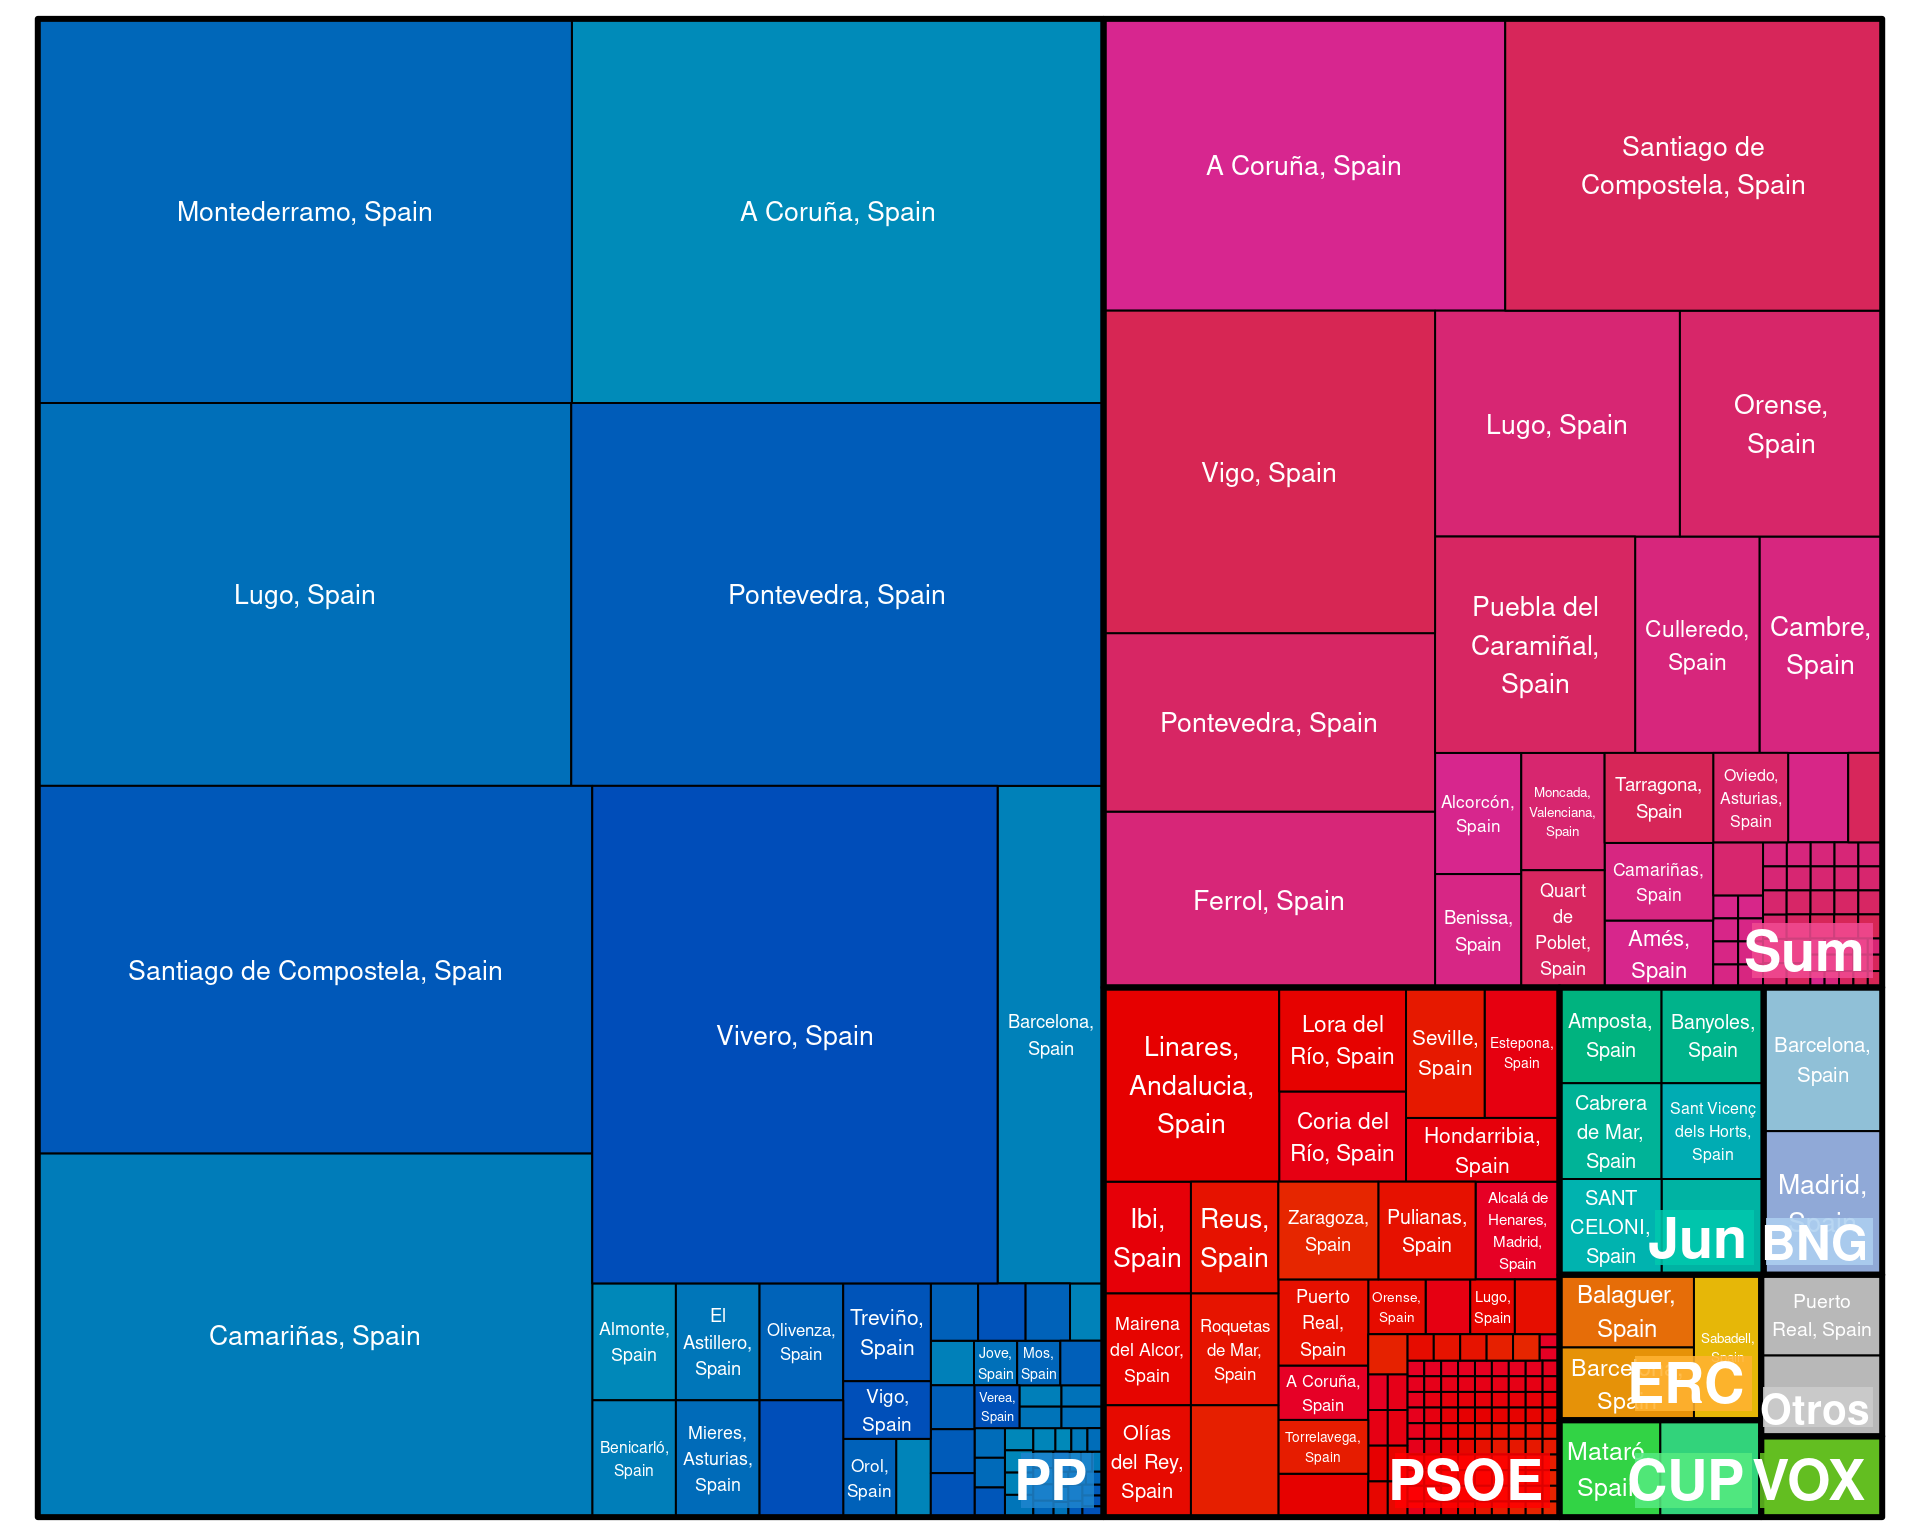 Montederramo, Spain
A Coruña, Spain
Lugo, Spain
Pontevedra, Spain
Santiago de Compostela, Spain
Vivero, Spain
Barcelona,
Spain
Camariñas, Spain
Almonte,
Spain
El
Astillero,
Spain
Olivenza,
Spain
Treviño,
Spain
Vigo,
Spain
Benicarló,
Spain
Mieres,
Asturias,
Spain
Orol,
Spain
Jove,
Spain
Mos,
Spain
Verea,
Spain
PP
A Coruña, Spain
Santiago de
Compostela, Spain
Vigo, Spain
Lugo, Spain
Orense,
Spain
Pontevedra, Spain
Ferrol, Spain
Puebla del
Caramiñal,
Spain
Culleredo,
Spain
Cambre,
Spain
Alcorcón,
Spain
Benissa,
Spain
Moncada,
Valenciana,
Spain
Quart
de
Poblet,
Spain
Tarragona,
Spain
Camariñas,
Spain
Amés,
Spain
Oviedo,
Asturias,
Spain
Sum
Linares,
Andalucia,
Spain
Lora del
Río, Spain
Coria del
Río, Spain
Seville,
Spain
Estepona,
Spain
Hondarribia,
Spain
Ibi,
Spain
Reus,
Spain
Mairena
del Alcor,
Spain
Roquetas
de Mar,
Spain
Olías
del Rey,
Spain
Zaragoza,
Spain
Pulianas,
Spain
Alcalá de
Henares,
Madrid,
Spain
Puerto
Real,
Spain
A Coruña,
Spain
Torrelavega,
Spain
Orense,
Spain
Lugo,
Spain
PSOE
Amposta,
Spain
Banyoles,
Spain
Cabrera
de Mar,
Spain
Sant Vicenç
dels Horts,
Spain
SANT
CELONI,
Spain
Jun
Barcelona,
Spain
Madrid,
Spain
BNG
Balaguer,
Spain
Sabadell,
Spain
ERC
Puerto
Real, Spain
Otros
Mataró,
Spain
CUP
VOX